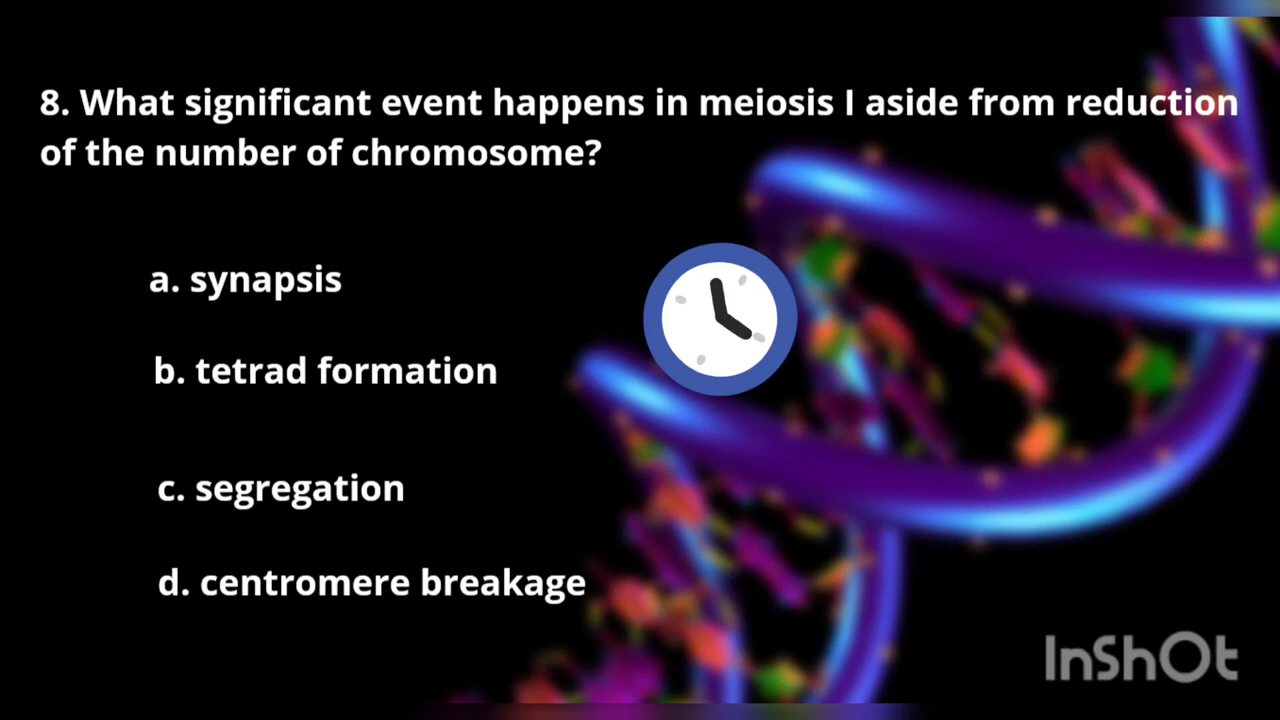 8. What significant event happens in meiosis I aside from reduction
of the number of chromosome?
a. synapsis
b. tetrad formation
c. segregation
d. centromere breakage
InShOt